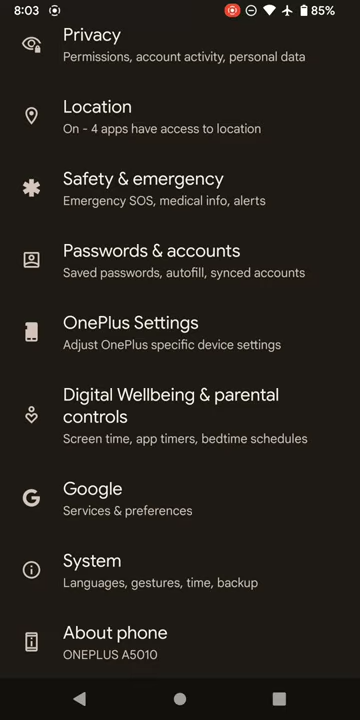 8:03 85%
Privacy
Permissions, account activity, personal data
Location
On - 4 apps have access to location
Safety & emergency
Emergency SOS, medical info, alerts
Passwords & accounts
Saved passwords, autofill, synced accounts
OnePlus Settings
Adjust OnePlus specific device settings
Digital Wellbeing & parental
controls
Screen time, app timers, bedtime schedules
Google
Services & preferences
System
Languages, gestures, time, backup
About phone
ONEPLUS A5010